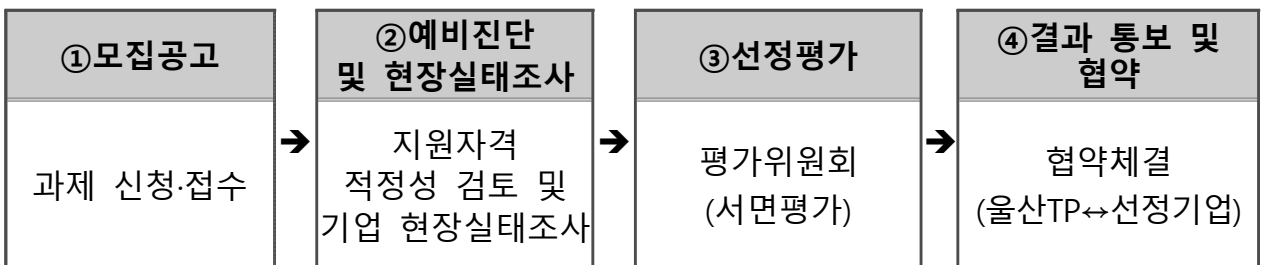 ①모집공고
과제 신청·접수
➔
②예비진단
및 현장실태조사
지원자격
적정성 검토 및
기업 현장실태조사
➔
③선정평가
평가위원회
(서면평가)
➔
④결과 통보 및
협약
협약체결
(울산TP↔선정기업)